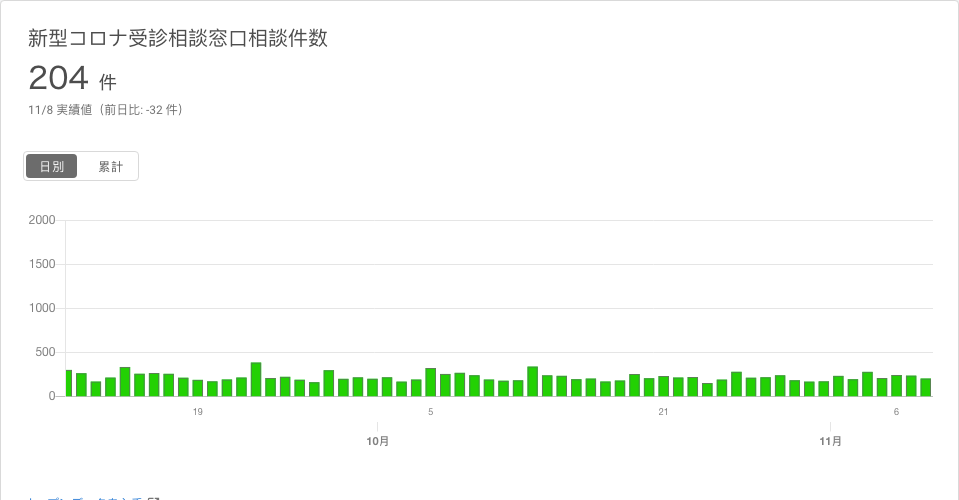 新型コロナ受診相談窓口相談件数
204 件
11/8 実績値（前日比: -32 件）
日別 累計
2000
1500
1000
500
0
19 5 21 6
10月 11月